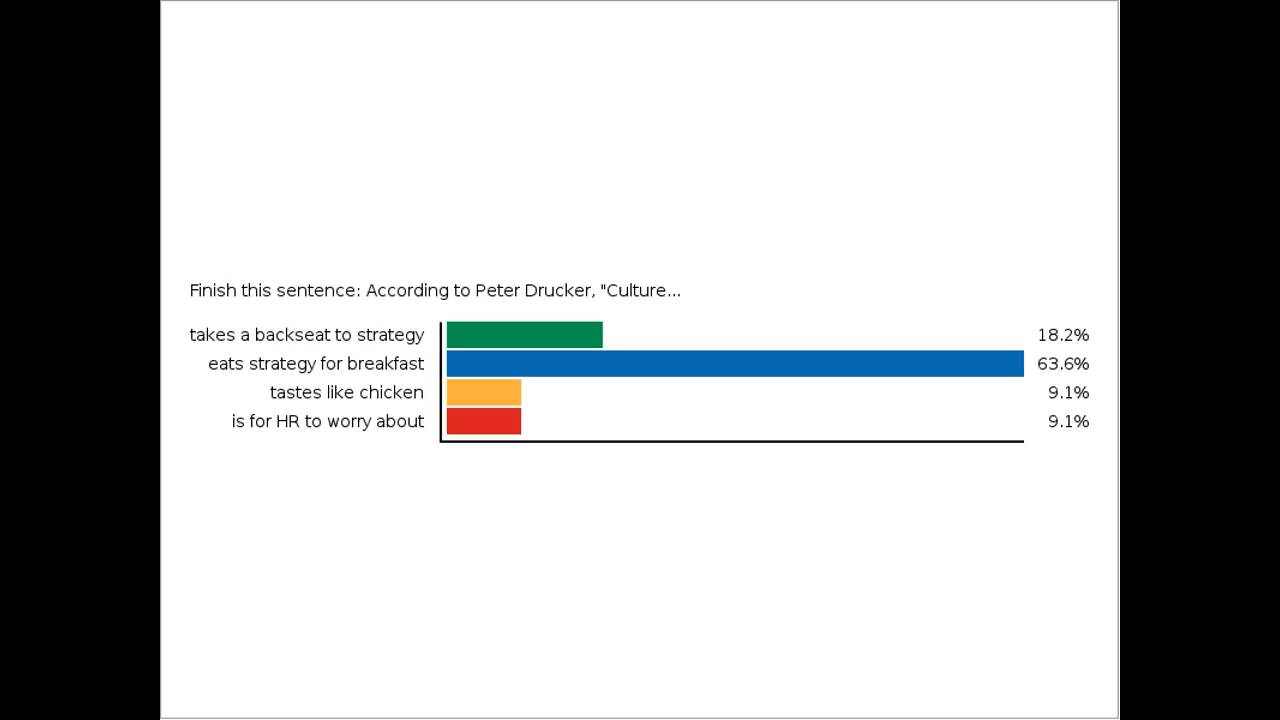 Finish this sentence: According to Peter Drucker, "Culture...
takes a backseat to strategy 18.2%
eats strategy for breakfast 63.6%
tastes like chicken 9.1%
is for HR to worry about 9.1%